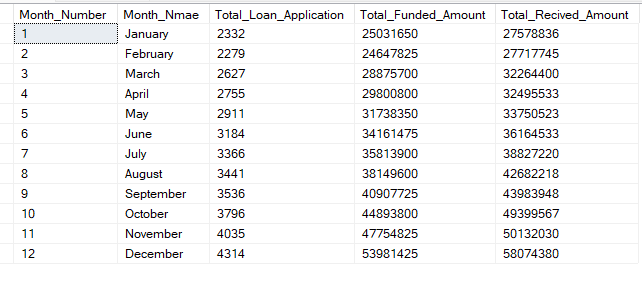 Month_Number Month_Nmae Total_Loan_Application Total_Funded_Amount Total_Recived_Amount
1 January 2332 25031650 27578836
2 February 2279 24647825 27717745
3 March 2627 28875700 32264400
4 April 2755 29800800 32495533
5 May 2911 31738350 33750523
6 June 3184 34161475 36164533
7 July 3366 35813900 38827220
8 August 3441 38149600 42682218
9 September 3536 40907725 43983948
10 October 3796 44893800 49399567
11 November 4035 47754825 50132030
12 December 4314 53981425 58074380